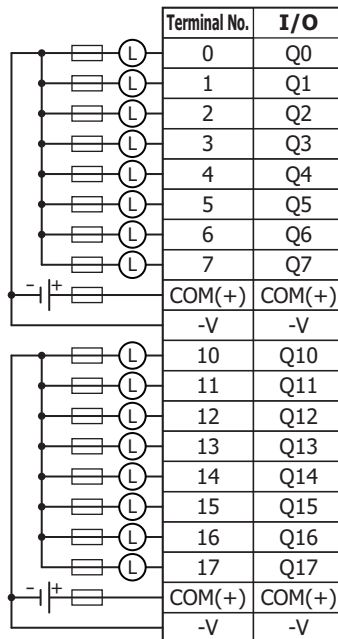 Terminal No. I/O
L 0 Q0
L 1 Q1
L 2 Q2
L 3 Q3
L 4 Q4
L 5 Q5
L 6 Q6
L 7 Q7
- + COM(+) COM(+)
-V -V
L 10 Q10
L 11 Q11
L 12 Q12
L 13 Q13
L 14 Q14
L 15 Q15
L 16 Q16
L 17 Q17
- + COM(+) COM(+)
-V -V